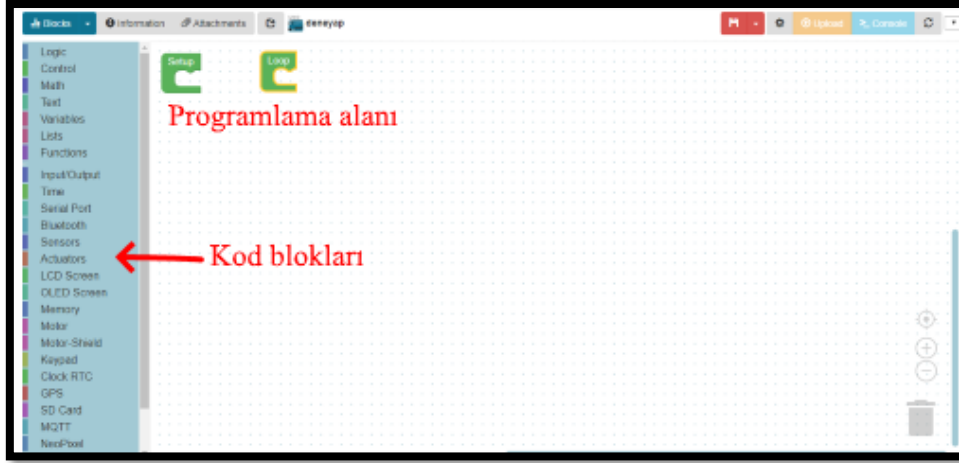 Blocks
Information
Attachments
deneyap
Upload
Console
Logic
Control
Math
Text
Variables
Lists
Functions
Input/Output
Time
Serial Port
Bluetooth
Sensors
Actuators
LCD Screen
OLED Screen
Memory
Motor
Motor-Shield
Keypad
Clock RTC
GPS
SD Card
MQTT
NeoPixel
Setup
Loop
Programlama alanı
Kod blokları